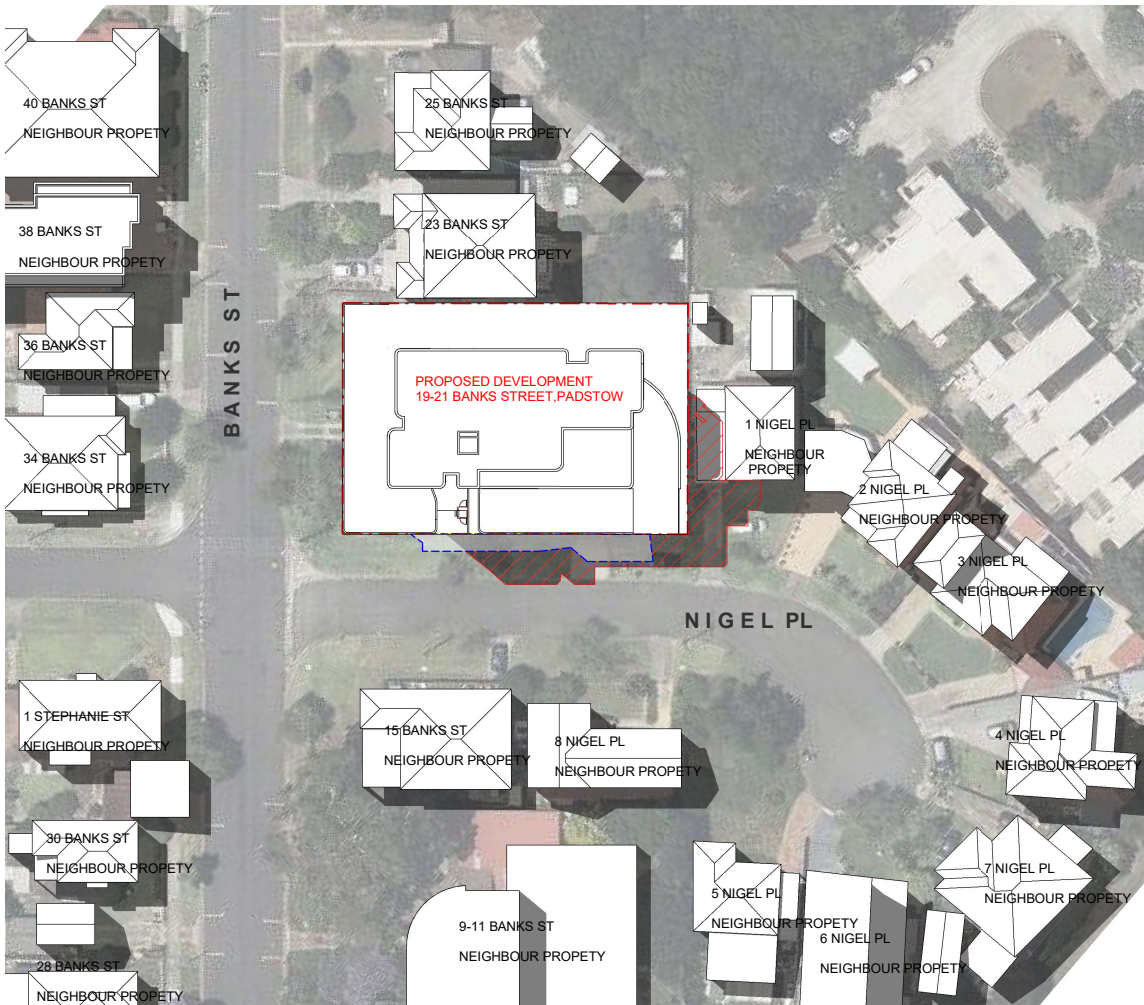 40 BANKS ST
NEIGHBOUR PROPETY
25 BANKS ST
NEIGHBOUR PROPETY
38 BANKS ST
NEIGHBOUR PROPETY
23 BANKS ST
NEIGHBOUR PROPETY
BANKS ST
36 BANKS ST
NEIGHBOUR PROPETY
PROPOSED DEVELOPMENT
19-21 BANKS STREET,PADSTOW
34 BANKS ST
NEIGHBOUR PROPETY
1 NIGEL PL
NEIGHBOUR
PROPETY
2 NIGEL PL
NEIGHBOUR PROPETY
3 NIGEL PL
NEIGHBOUR PROPETY
NIGEL PL
1 STEPHANIE ST
NEIGHBOUR PROPETY
15 BANKS ST
NEIGHBOUR PROPETY
8 NIGEL PL
NEIGHBOUR PROPETY
4 NIGEL PL
NEIGHBOUR PROPETY
30 BANKS ST
NEIGHBOUR PROPETY
7 NIGEL PL
NEIGHBOUR PROPETY
5 NIGEL PL
NEIGHBOUR PROPETY
9-11 BANKS ST
NEIGHBOUR PROPETY
6 NIGEL PL
NEIGHBOUR PROPETY
28 BANKS ST
NEIGHBOUR PROPETY